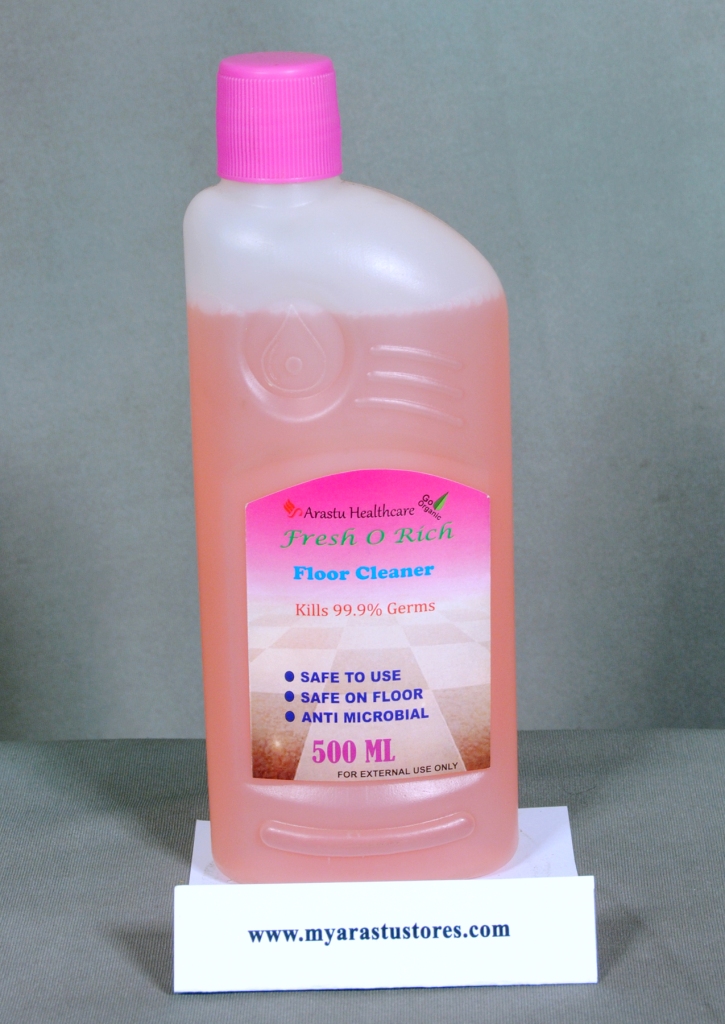 Arastu Healthcare
Go
Organic
Fresh O Rich
Floor Cleaner
Kills 99.9% Germs
SAFE TO USE
SAFE ON FLOOR
ANTI MICROBIAL
500 ML
FOR EXTERNAL USE ONLY
www.myarastustores.com